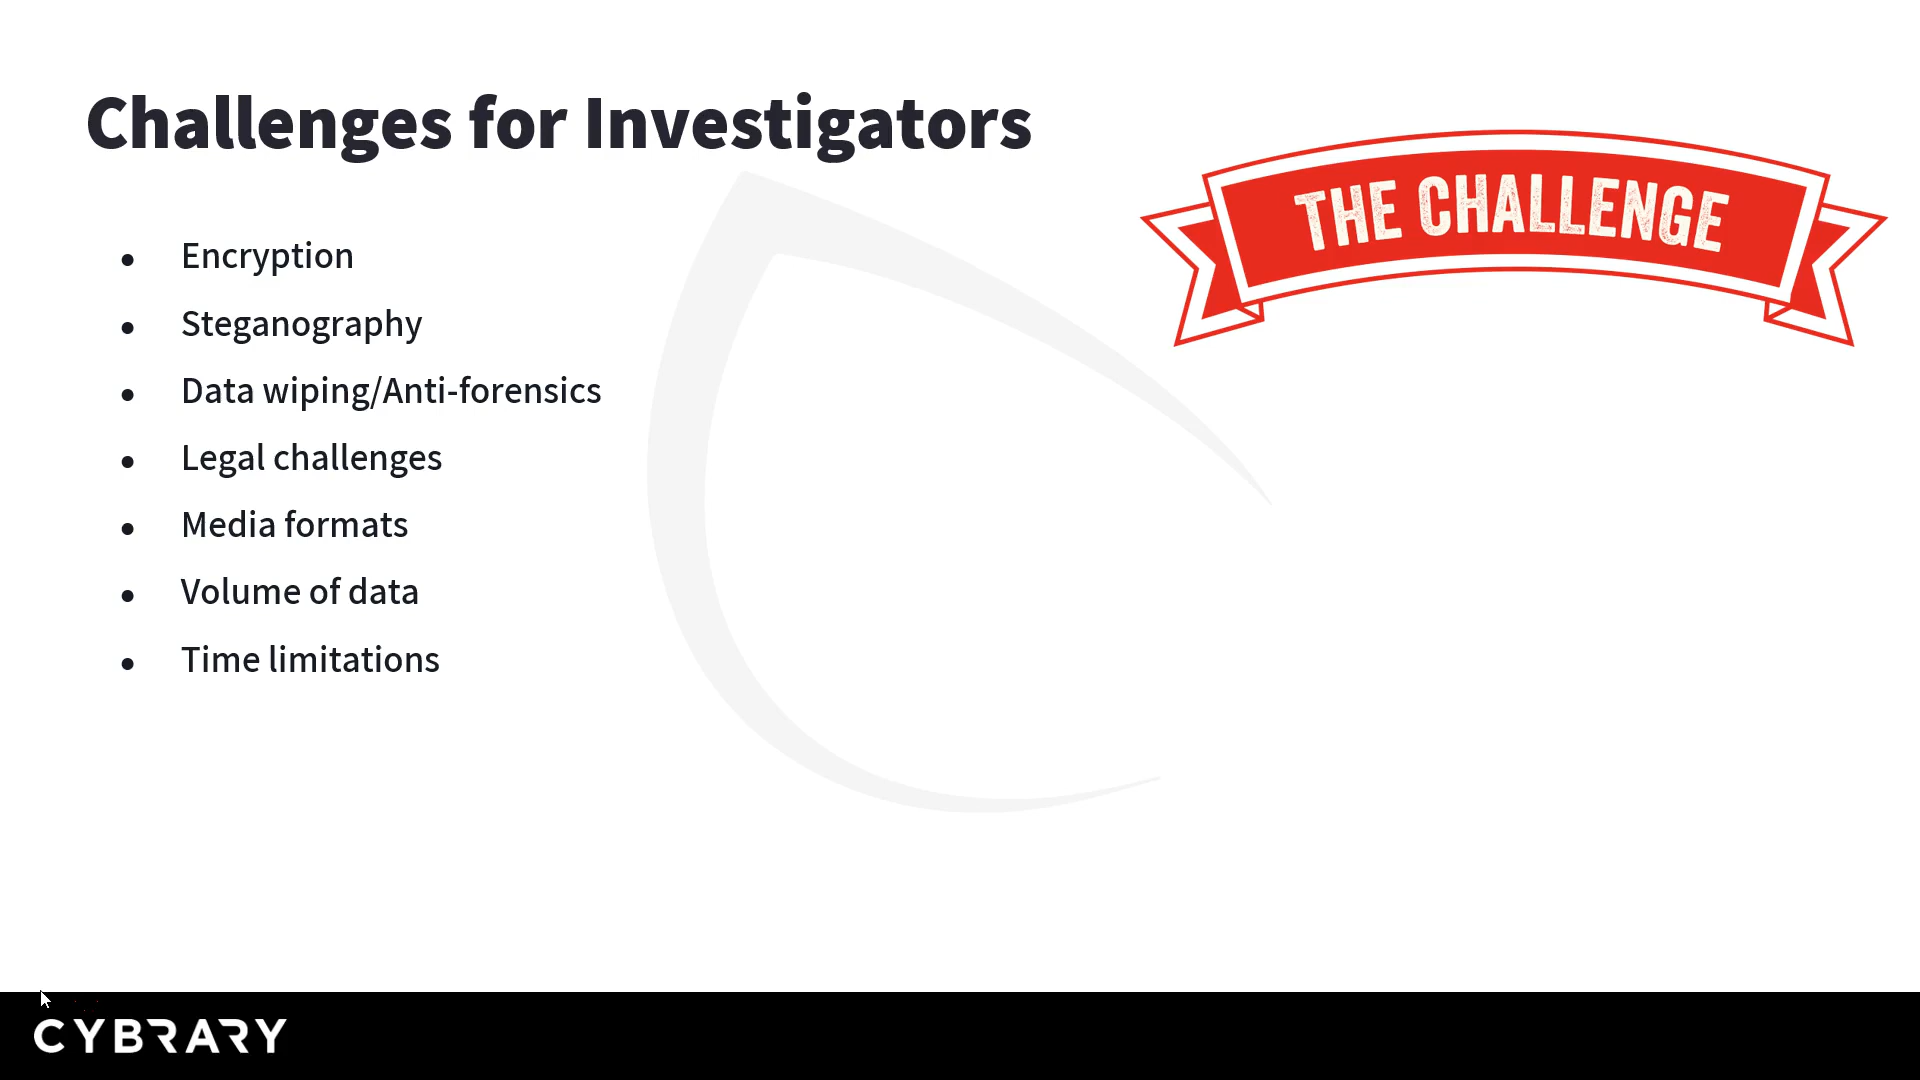 Challenges for Investigators
THE CHALLENGE
• Encryption
• Steganography
• Data wiping/Anti-forensics
• Legal challenges
• Media formats
• Volume of data
• Time limitations
CYBRARY